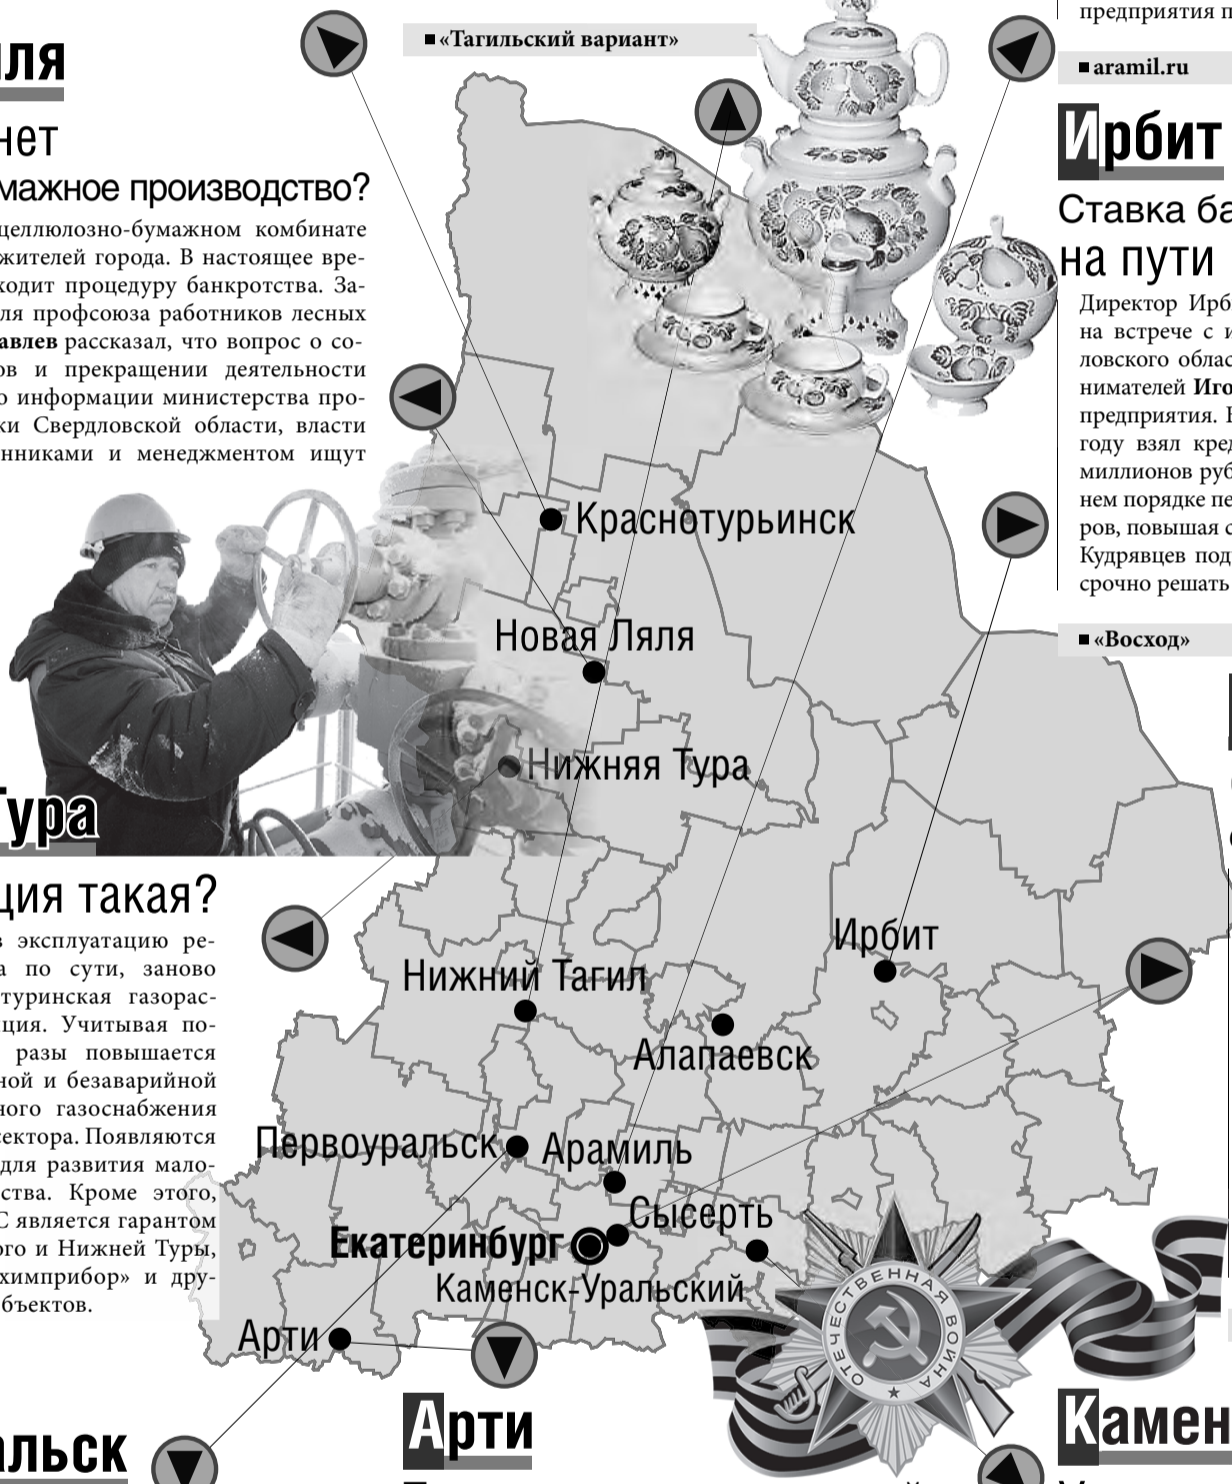 ля
нет
мажное производство?
целлюлозно-бумажном комбинате
жителей города. В настоящее вре-
ходит процедуру банкротства. За-
ля профсоюза работников лесных
авлев рассказал, что вопрос о со-
ов и прекращении деятельности
о информации министерства про-
ки Свердловской области, власти
нниками и менеджментом ищут
Тура
ция такая?
в эксплуатацию ре-
а по сути, заново
туринская газорас-
ция. Учитывая по-
разы повышается
ной и безаварийной
ного газоснабжения
сектора. Появляются
для развития мало-
ства. Кроме этого,
С является гарантом
ого и Нижней Туры,
химприбор» и дру-
бъектов.
альск
«Тагильский вариант»
Краснотурьинск
Новая Ляля
Нижняя Тура
Ирбит
Нижний Тагил
Алапаевск
Первоуральск
Арамиль
Сысерть
Екатеринбург
Каменск-Уральский
Арти
ОТЕЧЕСТВЕННАЯ ВОЙНА
Арти
предприятия п
aramil.ru
Ирбит
Ставка ба
на пути
Директор Ирб
на встрече с и
ловского облас
нимателей Иго
предприятия. В
году взял кред
миллионов руб
нем порядке пе
ров, повышая с
Кудрявцев под
срочно решать
«Восход»
Камен